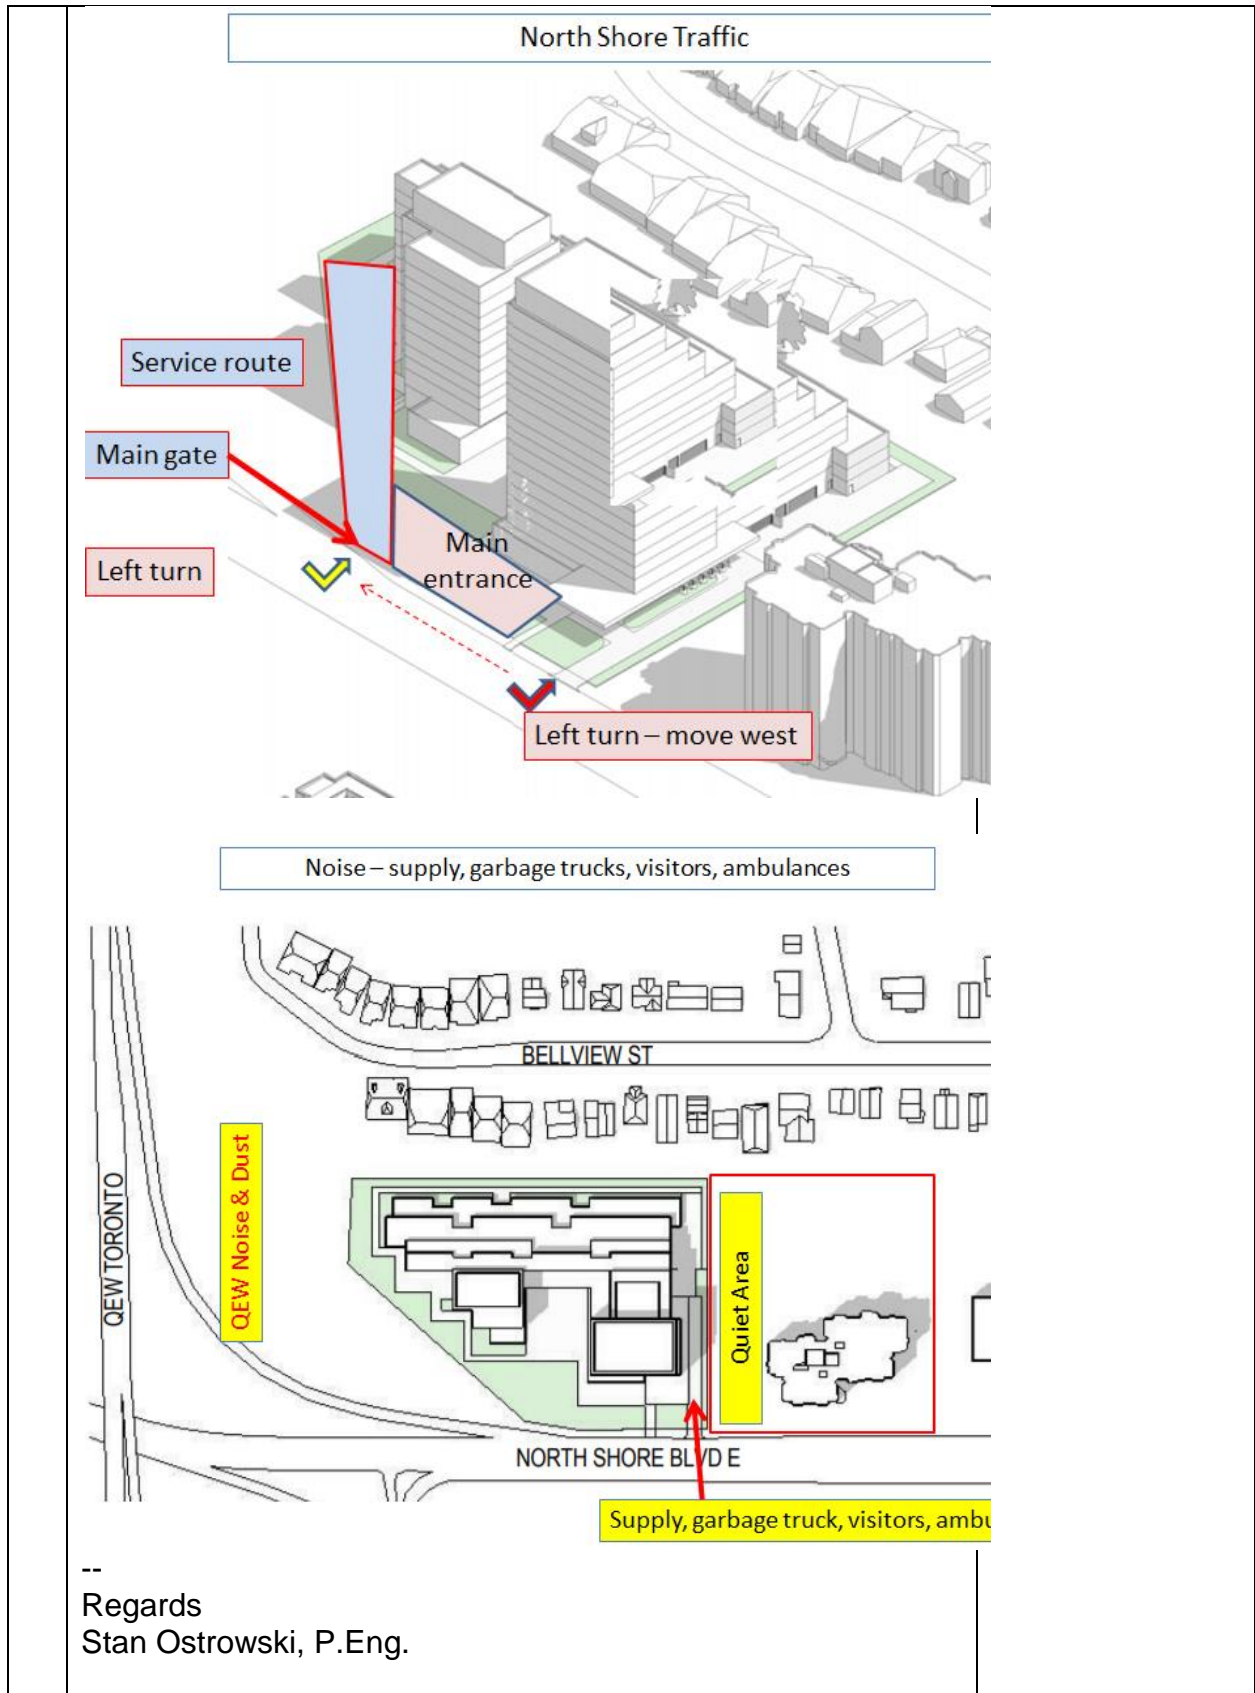 North Shore Traffic
Service route
Main gate
Main
entrance
Left turn
Left turn – move west
Noise – supply, garbage trucks, visitors, ambulances
BELLVIEW ST
QEW TORONTO
QEW Noise & Dust
Quiet Area
NORTH SHORE BLVD E
Supply, garbage truck, visitors, ambu
--
Regards
Stan Ostrowski, P.Eng.